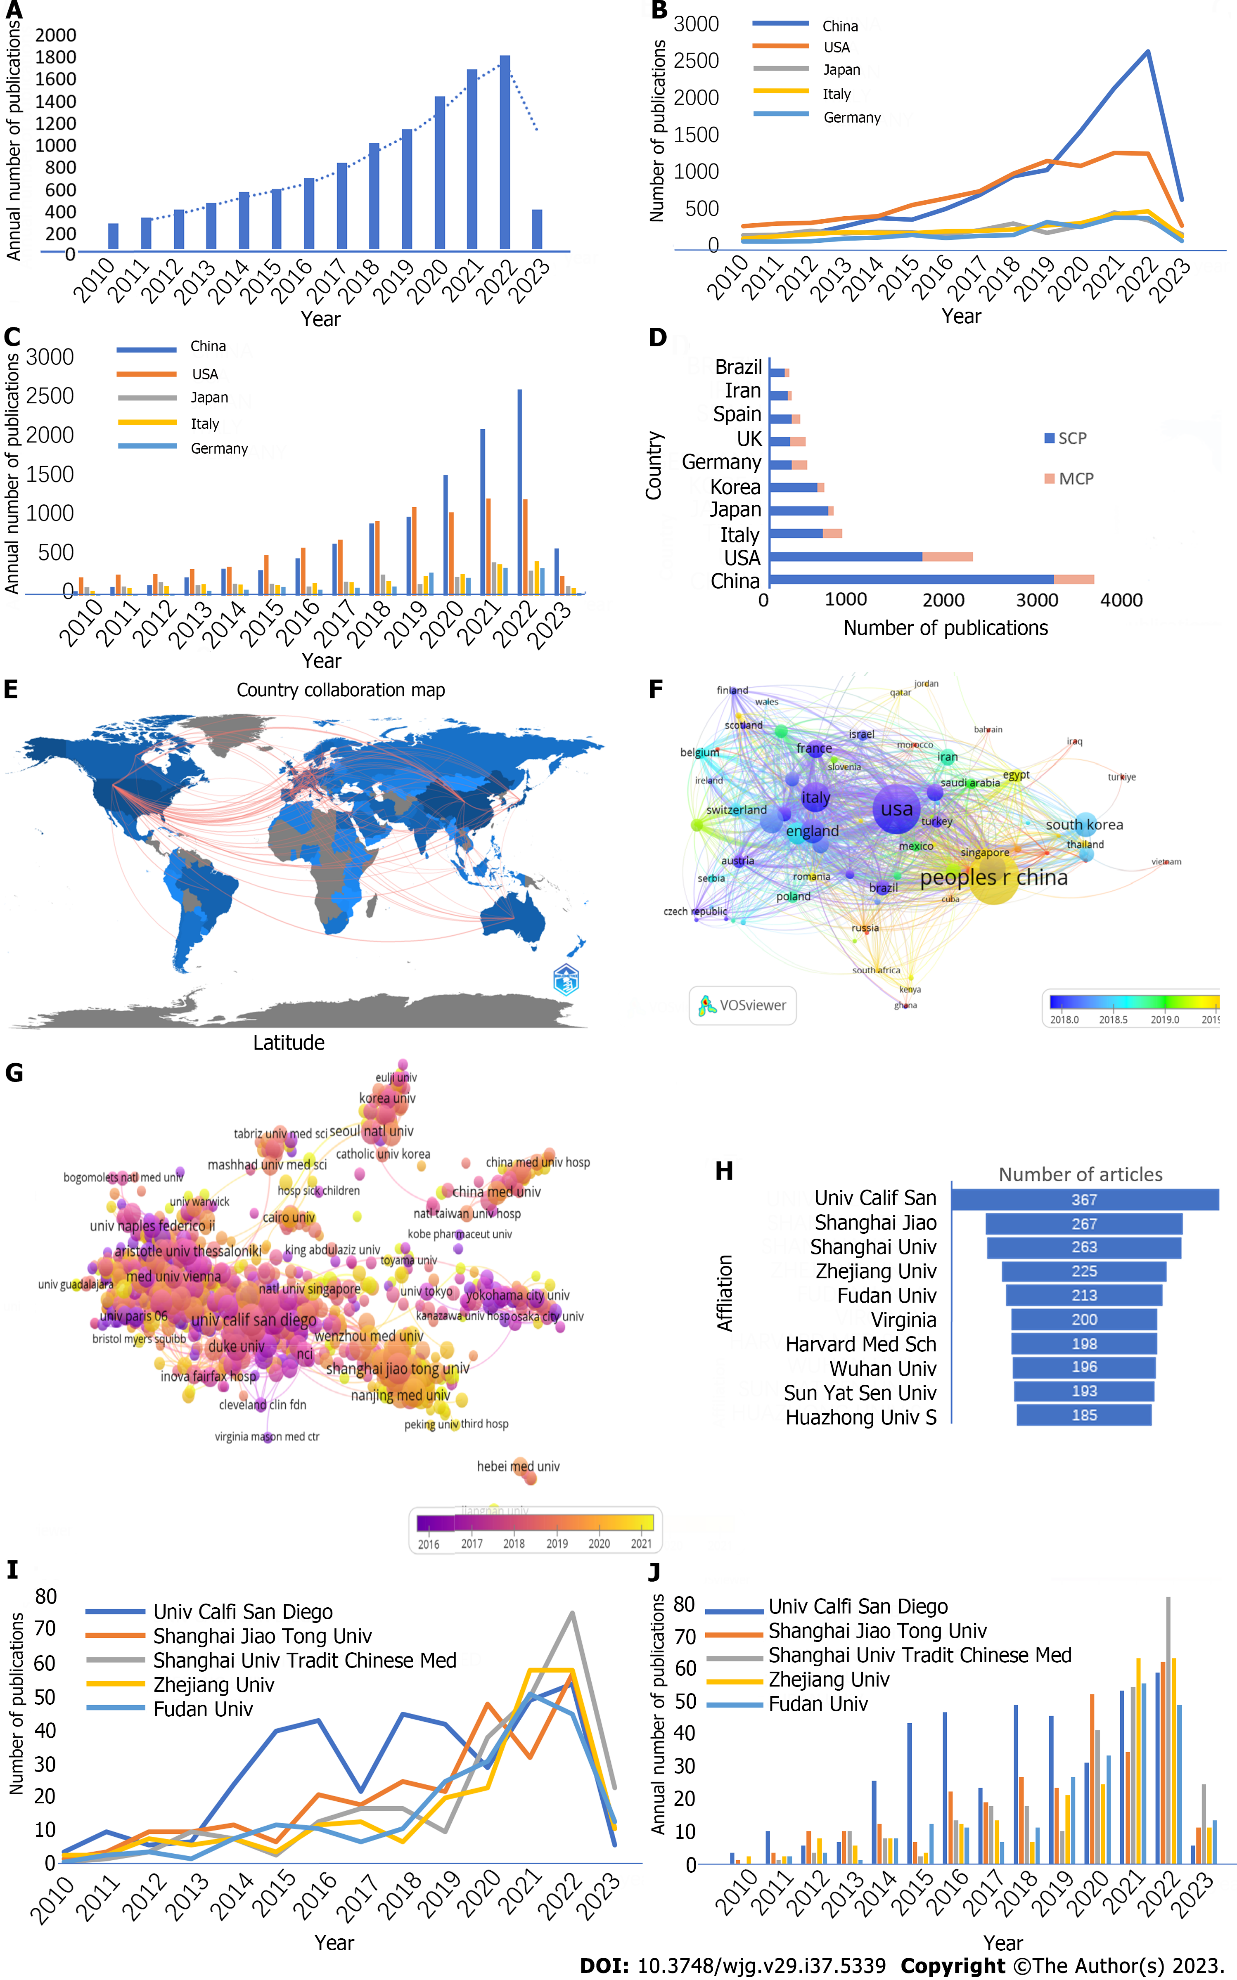 A
Annual number of publications
2000
1800
1600
1400
1200
1000
800
600
400
200
0
2010
2011
2012
2013
2014
2015
2016
2017
2018
2019
2020
2021
2022
2023
Year
B
Number of publications
3000
2500
2000
1500
1000
500
0
China
USA
Japan
Italy
Germany
2010
2011
2012
2013
2014
2015
2016
2017
2018
2019
2020
2021
2022
2023
Year
C
Annual number of publications
3000
2500
2000
1500
1000
500
0
China
USA
Japan
Italy
Germany
2010
2011
2012
2013
2014
2015
2016
2017
2018
2019
2020
2021
2022
2023
Year
D
Country
Brazil
Iran
Spain
UK
Germany
Korea
Japan
Italy
USA
China
SCP
MCP
0
1000
2000
3000
4000
Number of publications
E
Country collaboration map
Latitude
F
jordan
finland
qatar
wales
scotland
bahrain
israel
iraq
france
morocco
belgium
iran
slovenia
egypt
turkiye
ireland
saudi arabia
italy
switzerland
usa
turkey
south korea
england
mexico
thailand
singapore
austria
vietnam
serbia
romania
peoples r china
brazil
poland
cuba
czech republic
russia
south africa
kenya
ghana
VOSviewer
2018.0
2018.5
2019.0
2019
G
eulji univ
korea univ
tabriz univ med sci
seoul natl univ
catholic univ korea
mashhad univ med sci
china med univ hosp
bogomolets natl med univ
hosp sick children
china med univ
univ warwick
natl taiwan univ hosp
cairo univ
univ naples federico ii
kobe pharmaceut univ
aristotle univ thessaloniki
king abdulaziz univ
toyama univ
med univ vienna
univ guadalajara
natl univ singapore
univ tokyo
yokohama city univ
univ paris 06
univ calif san diego
kanazawa univ hosp
osaka city univ
bristol myers squibb
wenzhou med univ
duke univ
nci
inova fairfax hosp
shanghai jiao tong univ
nanjing med univ
cleveland clin fdn
peking univ third hosp
virginia mason med ctr
hebei med univ
jiangnan univ
2016
2017
2018
2019
2020
2021
H
Number of articles
Affliation
Univ Calif San 367
Shanghai Jiao 267
Shanghai Univ 263
Zhejiang Univ 225
Fudan Univ 213
Virginia 200
Harvard Med Sch 198
Wuhan Univ 196
Sun Yat Sen Univ 193
Huazhong Univ S 185
I
Number of publications
80
70
60
50
40
30
20
10
0
Univ Calfi San Diego
Shanghai Jiao Tong Univ
Shanghai Univ Tradit Chinese Med
Zhejiang Univ
Fudan Univ
2010
2011
2012
2013
2014
2015
2016
2017
2018
2019
2020
2021
2022
2023
Year
J
Annual number of publications
80
70
60
50
40
30
20
10
0
Univ Calfi San Diego
Shanghai Jiao Tong Univ
Shanghai Univ Tradit Chinese Med
Zhejiang Univ
Fudan Univ
2010
2011
2012
2013
2014
2015
2016
2017
2018
2019
2020
2021
2022
2023
Year
DOI: 10.3748/wjg.v29.i37.5339 Copyright ©The Author(s) 2023.